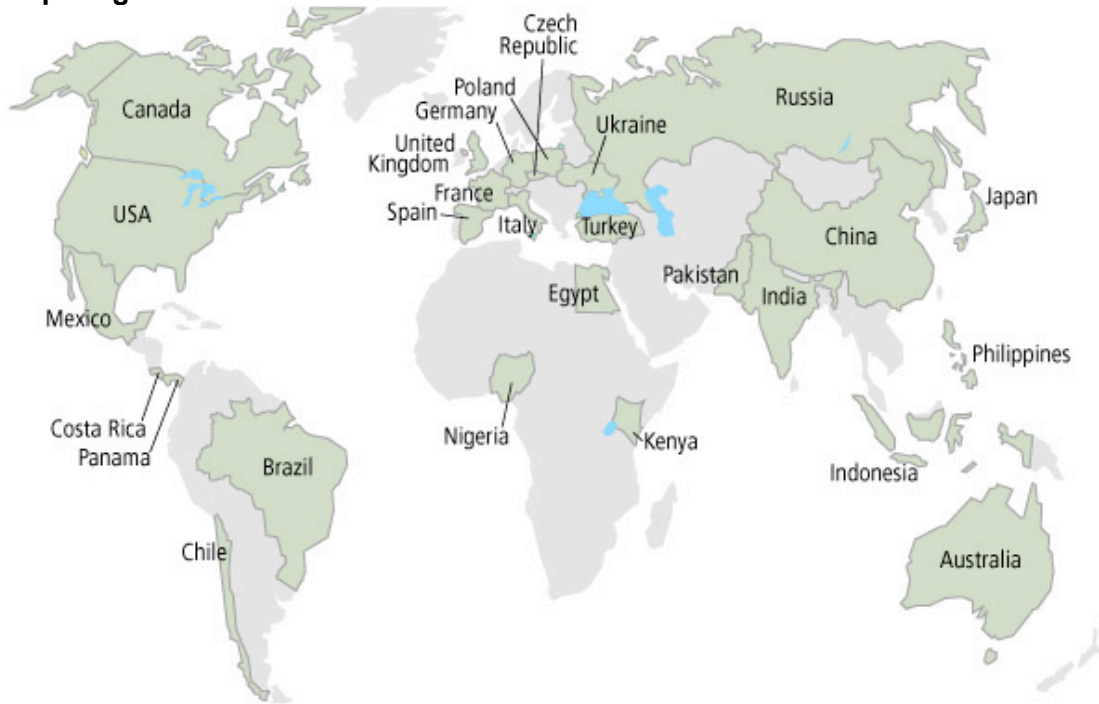 Czech
Republic
Poland
Germany
Canada
Russia
Ukraine
United
Kingdom
France
Japan
USA
Spain
Italy
Turkey
China
Pakistan
Egypt
India
Mexico
Philippines
Costa Rica
Nigeria
Kenya
Panama
Brazil
Indonesia
Chile
Australia